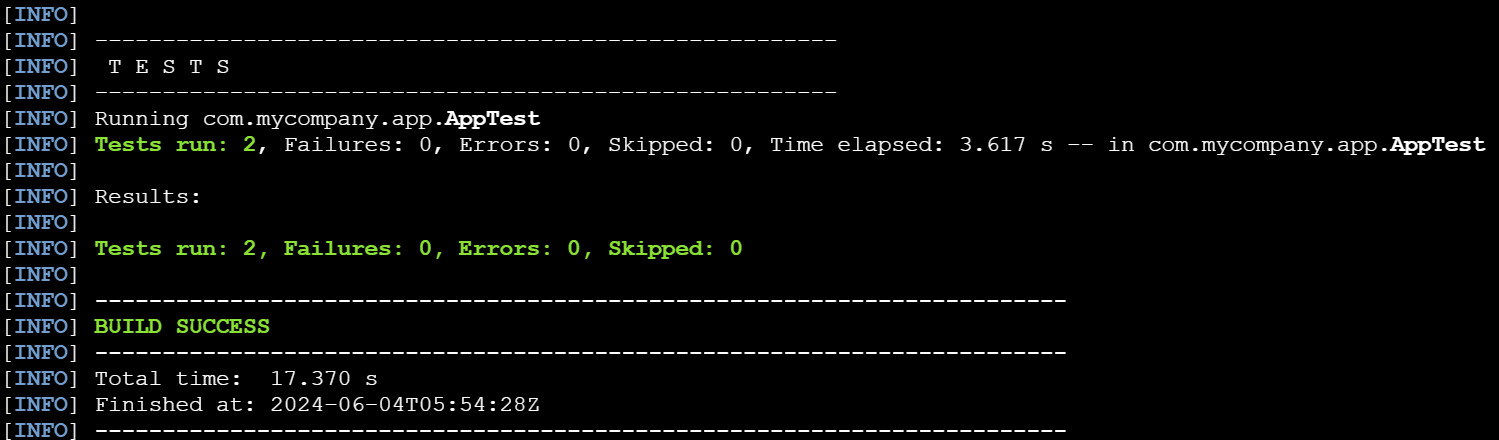 [INFO]
[INFO] -------------------------------------------------------
[INFO]  T E S T S
[INFO] -------------------------------------------------------
[INFO] Running com.mycompany.app.AppTest
[INFO] Tests run: 2, Failures: 0, Errors: 0, Skipped: 0, Time elapsed: 3.617 s -- in com.mycompany.app.AppTest
[INFO]
[INFO] Results:
[INFO]
[INFO] Tests run: 2, Failures: 0, Errors: 0, Skipped: 0
[INFO]
[INFO] ------------------------------------------------------------------------
[INFO] BUILD SUCCESS
[INFO] ------------------------------------------------------------------------
[INFO] Total time:  17.370 s
[INFO] Finished at: 2024-06-04T05:54:28Z
[INFO] ------------------------------------------------------------------------